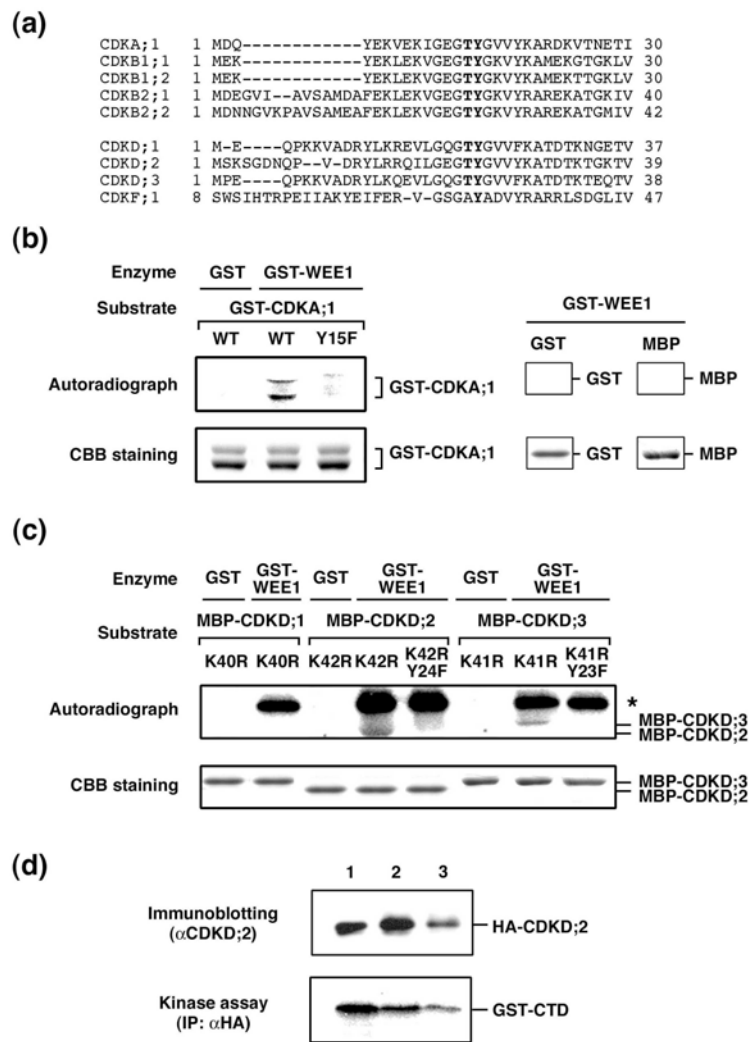 (a)
CDKA;1 1 MDQ-------------YEKVEKIGEGTYGVVYKARDKVTNETI 30
CDKB1;1 1 MEK-------------YEKLEKVGEGTYGKVYKAMEKGTGKLV 30
CDKB1;2 1 MEK-------------YEKLEKVGEGTYGKVYKAMEKTTGKLV 30
CDKB2;1 1 MDEGVI--AVSAMDAFEKLEKVGEGTYGKVYRAREKATGKIV 40
CDKB2;2 1 MDNNGVKPAVSAMEAFEKLEKVGEGTYGKVYRAREKATGMIV 42
CDKD;1 1 M-E----QPKKVADRYLKREVLGQGTYGVVFKATDTKNGETV 37
CDKD;2 1 MSKSGDNQP--V-DRYLRRQILGEGTYGVVYKATDTKTGKTV 39
CDKD;3 1 MPE----QPKKVADRYLKQEVLGQGTYGVVFKATDTKTEQTV 38
CDKF;1 8 SWSIHTRPEIIAKYEIFERV-V-GSGAYADVYRARRLSDGLIV 47
(b)
Enzyme GST GST-WEE1
Substrate GST-CDKA;1 GST-WEE1
WT WT Y15F GST MBP
Autoradiograph GST-CDKA;1 GST MBP
CBB staining GST-CDKA;1 GST MBP
(c)
Enzyme GST GST-WEE1 GST GST-WEE1 GST GST-WEE1
Substrate MBP-CDKD;1 MBP-CDKD;2 MBP-CDKD;3
K40R K40R K42R K42R K42R Y24F K41R K41R K41R Y23F
Autoradiograph *
MBP-CDKD;3
MBP-CDKD;2
CBB staining MBP-CDKD;3
MBP-CDKD;2
(d)
1 2 3
Immunoblotting
(αCDKD;2) HA-CDKD;2
Kinase assay
(IP: αHA) GST-CTD